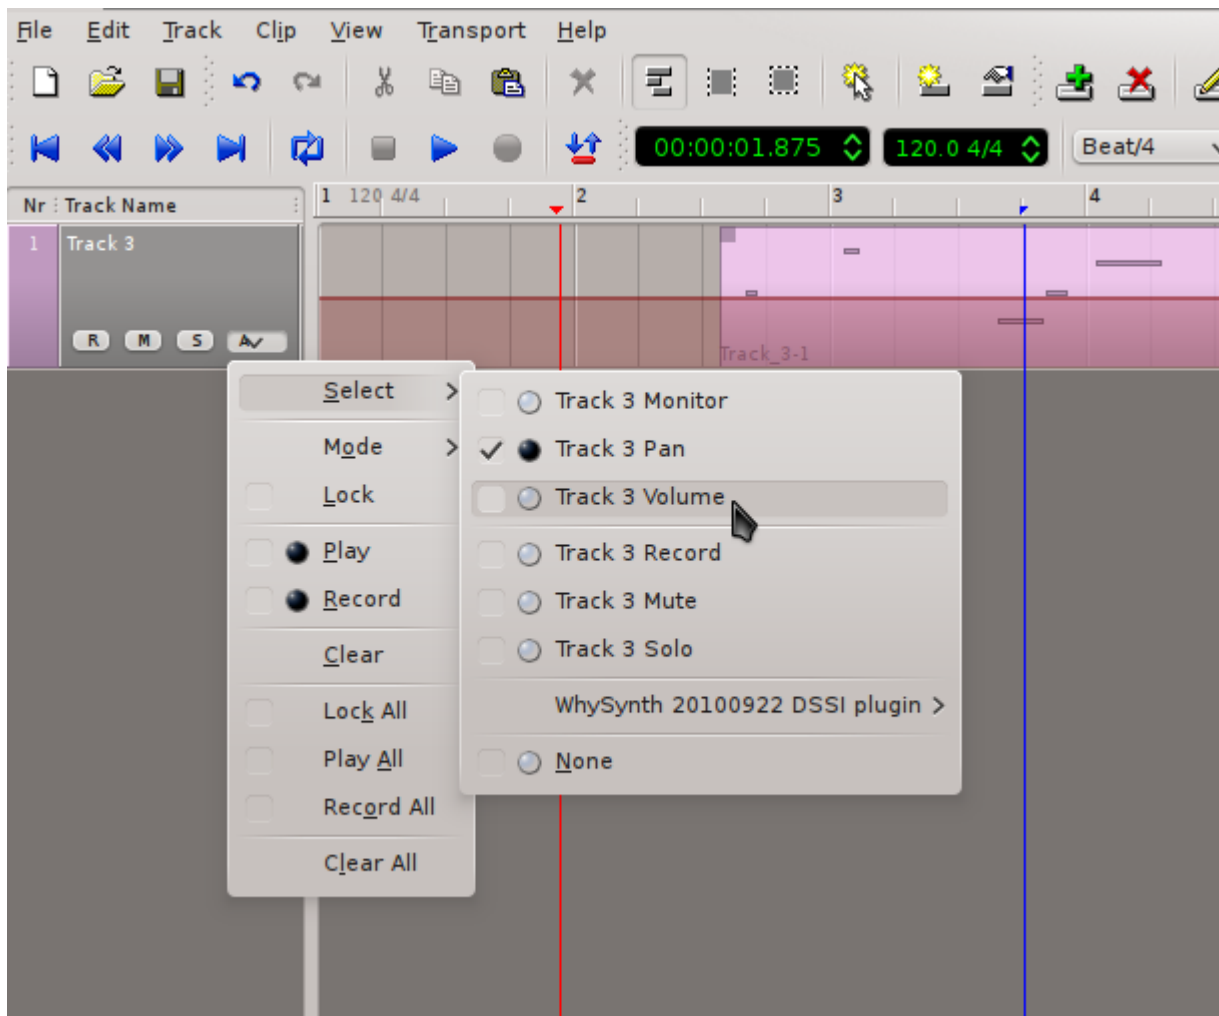 File Edit Track Clip View Transport Help
00:00:01.875 120.0 4/4 Beat/4
Nr Track Name 1 120 4/4 2 3 4
1 Track 3
R M S A
Track_3-1
Select
Mode
Lock
Play
Record
Clear
Lock All
Play All
Record All
Clear All
Track 3 Monitor
Track 3 Pan
Track 3 Volume
Track 3 Record
Track 3 Mute
Track 3 Solo
WhySynth 20100922 DSSI plugin
None